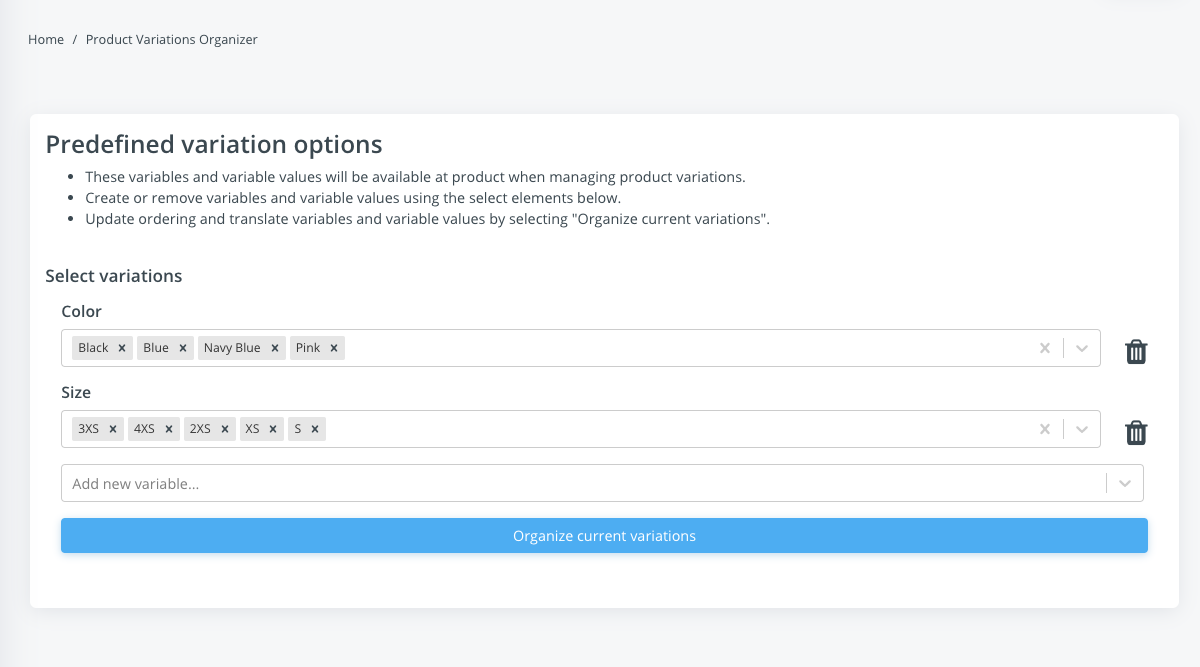 Home / Product Variations Organizer
Predefined variation options
These variables and variable values will be available at product when managing product variations.
Create or remove variables and variable values using the select elements below.
Update ordering and translate variables and variable values by selecting "Organize current variations".
Select variations
Color
Black Blue Navy Blue Pink
Size
3XS 4XS 2XS XS S
Add new variable...
Organize current variations